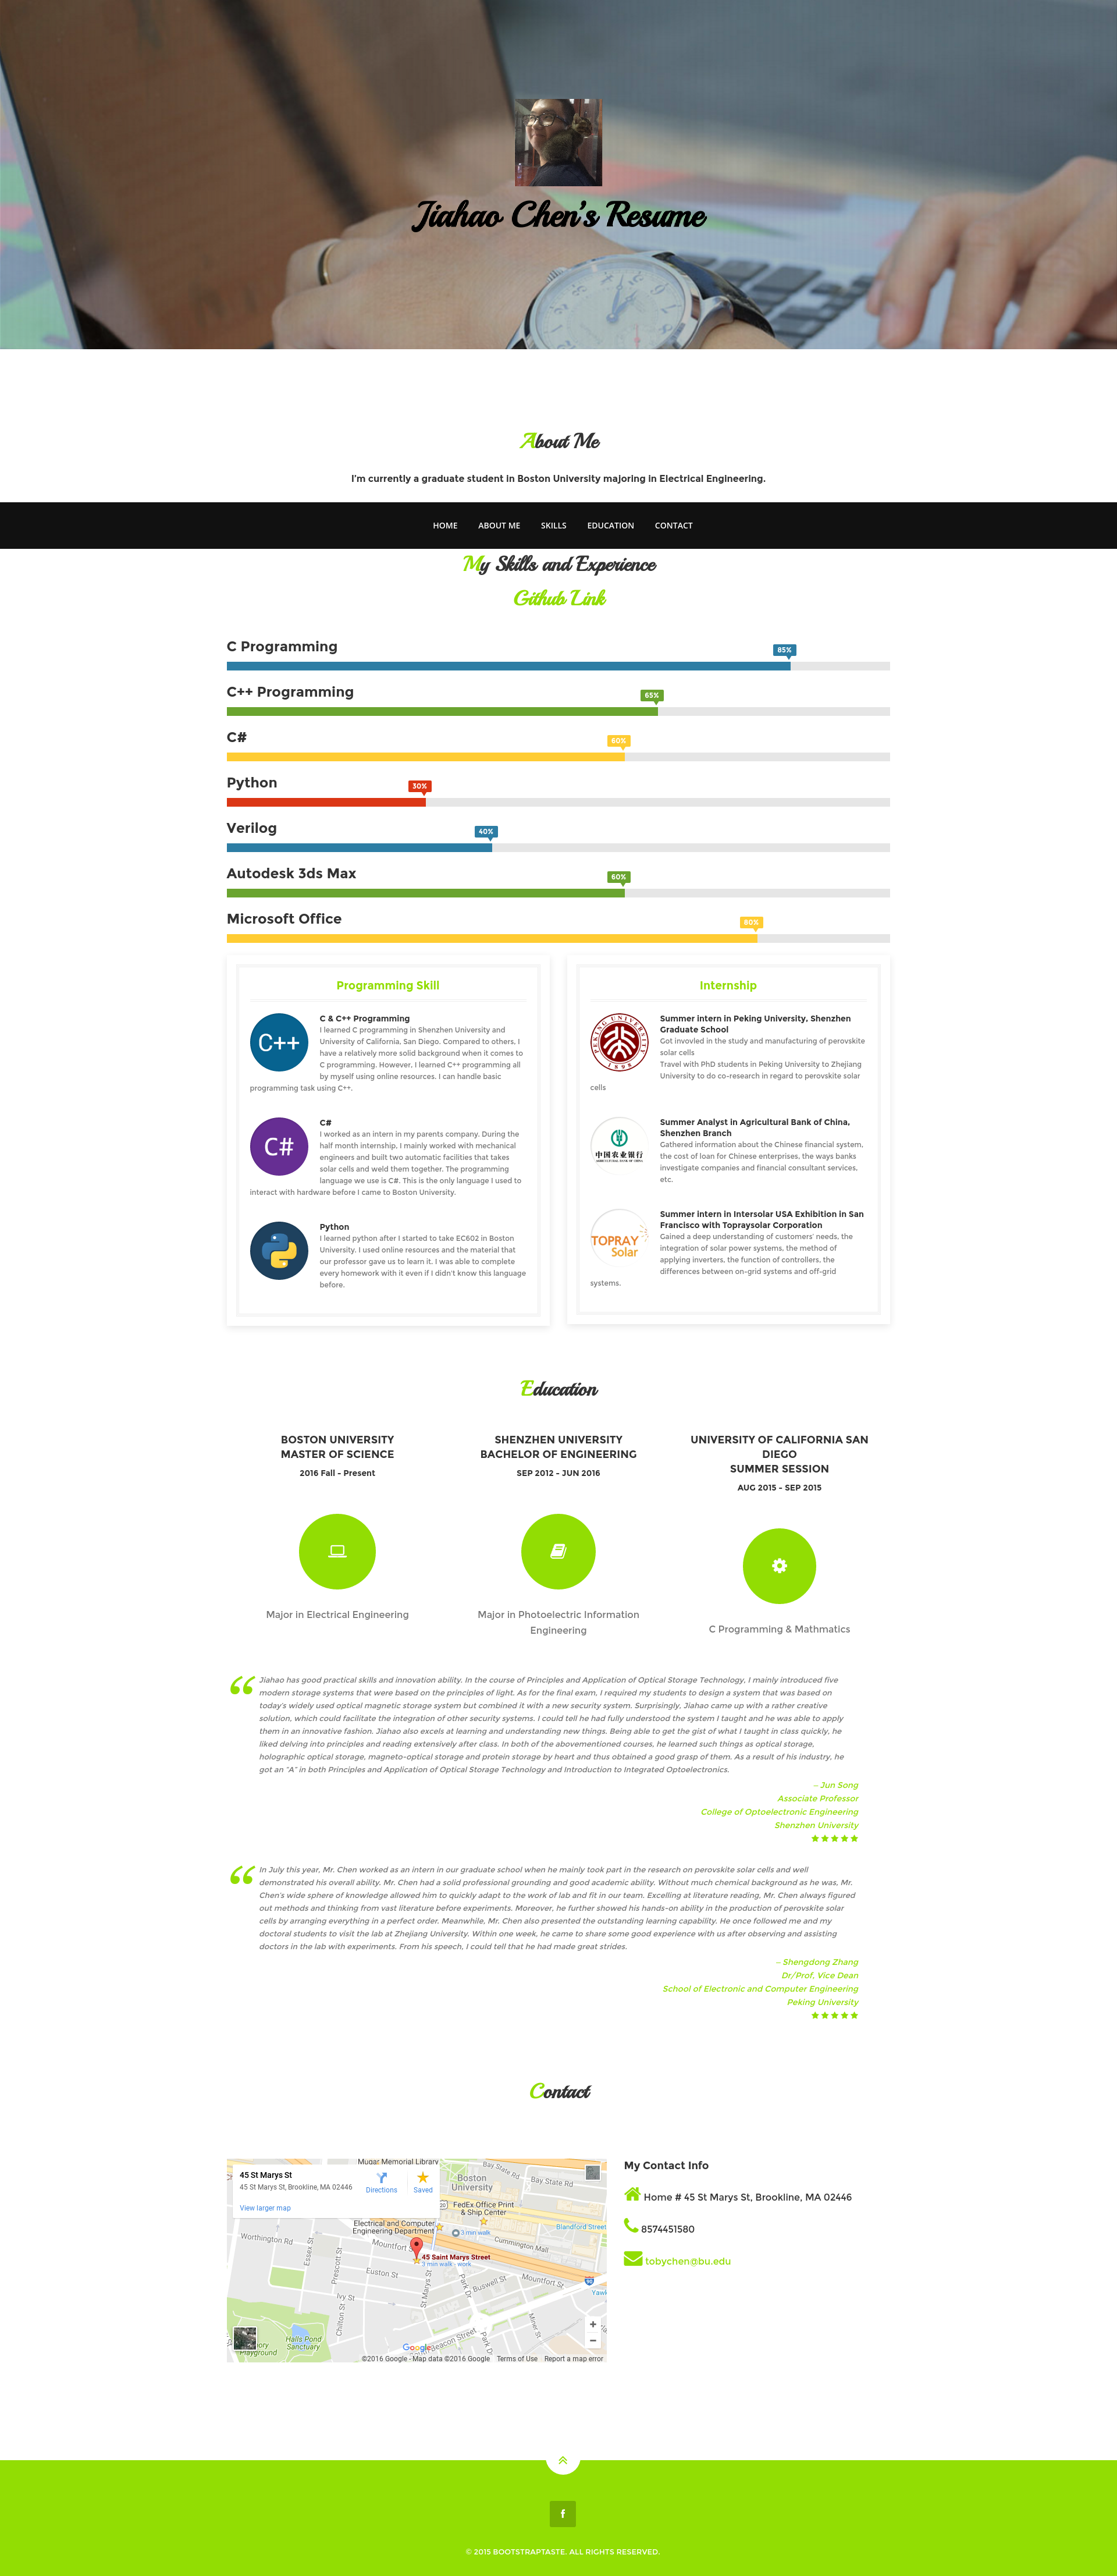 Jiahao Chen's Resume
About Me
I'm currently a graduate student in Boston University majoring in Electrical Engineering.
HOME ABOUT ME SKILLS EDUCATION CONTACT
My Skills and Experience
Github Link
C Programming
85%
C++ Programming
65%
C#
60%
Python
30%
Verilog
40%
Autodesk 3ds Max
60%
Microsoft Office
80%
Programming Skill
C++
C & C++ Programming
I learned C programming in Shenzhen University and
University of California, San Diego. Compared to others, I
have a relatively more solid background when it comes to
C programming. However, I learned C++ programming all
by myself using online resources. I can handle basic
programming task using C++.
C#
C#
I worked as an intern in my parents company. During the
half month internship, I mainly worked with mechanical
engineers and built two automatic facilities that takes
solar cells and weld them together. The programming
language we use is C#. This is the only language I used to
interact with hardware before I came to Boston University.
Python
I learned python after I started to take EC602 in Boston
University. I used online resources and the material that
our professor gave us to learn it. I was able to complete
every homework with it even if I didn't know this language
before.
Internship
PEKING UNIVERSITY
1898
Summer intern in Peking University, Shenzhen
Graduate School
Got invovled in the study and manufacturing of perovskite
solar cells
Travel with PhD students in Peking University to Zhejiang
University to do co-research in regard to perovskite solar
cells
中国农业银行
AGRICULTURAL BANK OF CHINA
Summer Analyst in Agricultural Bank of China,
Shenzhen Branch
Gathered information about the Chinese financial system,
the cost of loan for Chinese enterprises, the ways banks
investigate companies and financial consultant services,
etc.
TOPRAY
Solar
Summer intern in Intersolar USA Exhibition in San
Francisco with Topraysolar Corporation
Gained a deep understanding of customers' needs, the
integration of solar power systems, the method of
applying inverters, the function of controllers, the
differences between on-grid systems and off-grid
systems.
Education
BOSTON UNIVERSITY
MASTER OF SCIENCE
2016 Fall - Present
Major in Electrical Engineering
SHENZHEN UNIVERSITY
BACHELOR OF ENGINEERING
SEP 2012 - JUN 2016
Major in Photoelectric Information
Engineering
UNIVERSITY OF CALIFORNIA SAN
DIEGO
SUMMER SESSION
AUG 2015 - SEP 2015
C Programming & Mathmatics
“ Jiahao has good practical skills and innovation ability. In the course of Principles and Application of Optical Storage Technology, I mainly introduced five
modern storage systems that were based on the principles of light. As for the final exam, I required my students to design a system that was based on
today's widely used optical magnetic storage system but combined it with a new security system. Surprisingly, Jiahao came up with a rather creative
solution, which could facilitate the integration of other security systems. I could tell he had fully understood the system I taught and he was able to apply
them in an innovative fashion. Jiahao also excels at learning and understanding new things. Being able to get the gist of what I taught in class quickly, he
liked delving into principles and reading extensively after class. In both of the abovementioned courses, he learned such things as optical storage,
holographic optical storage, magneto-optical storage and protein storage by heart and thus obtained a good grasp of them. As a result of his industry, he
got an "A" in both Principles and Application of Optical Storage Technology and Introduction to Integrated Optoelectronics.
-- Jun Song
Associate Professor
College of Optoelectronic Engineering
Shenzhen University
“ In July this year, Mr. Chen worked as an intern in our graduate school when he mainly took part in the research on perovskite solar cells and well
demonstrated his overall ability. Mr. Chen had a solid professional grounding and good academic ability. Without much chemical background as he was, Mr.
Chen's wide sphere of knowledge allowed him to quickly adapt to the work of lab and fit in our team. Excelling at literature reading, Mr. Chen always figured
out methods and thinking from vast literature before experiments. Moreover, he further showed his hands-on ability in the production of perovskite solar
cells by arranging everything in a perfect order. Meanwhile, Mr. Chen also presented the outstanding learning capability. He once followed me and my
doctoral students to visit the lab at Zhejiang University. Within one week, he came to share some good experience with us after observing and assisting
doctors in the lab with experiments. From his speech, I could tell that he had made great strides.
-- Shengdong Zhang
Dr/Prof, Vice Dean
School of Electronic and Computer Engineering
Peking University
Contact
45 St Marys St
45 St Marys St, Brookline, MA 02446
View larger map
Directions
Saved
Mugar Memorial Library
Bay State Rd
Bay State Rd
Boston
University
20
FedEx Office Print
& Ship Center
Electrical and Computer
Engineering Department
3 min walk
Blandford Street
Cummington Mall
Worthington Rd
45 Saint Marys Street
3 min walk - work
Mountfort St
Mountfort St
Essex St
Prescott St
Euston St
Ivy St
Chilton St
St Marys St
Park Dr
Buswell St
Miner St
Yawk
Halls Pond
Sanctuary
ory
Playground
Beacon Street
Park Dr
Google
+
−
©2016 Google - Map data ©2016 Google Terms of Use Report a map error
My Contact Info
Home # 45 St Marys St, Brookline, MA 02446
8574451580
tobychen@bu.edu
f
© 2015 BOOTSTRAPTASTE. ALL RIGHTS RESERVED.